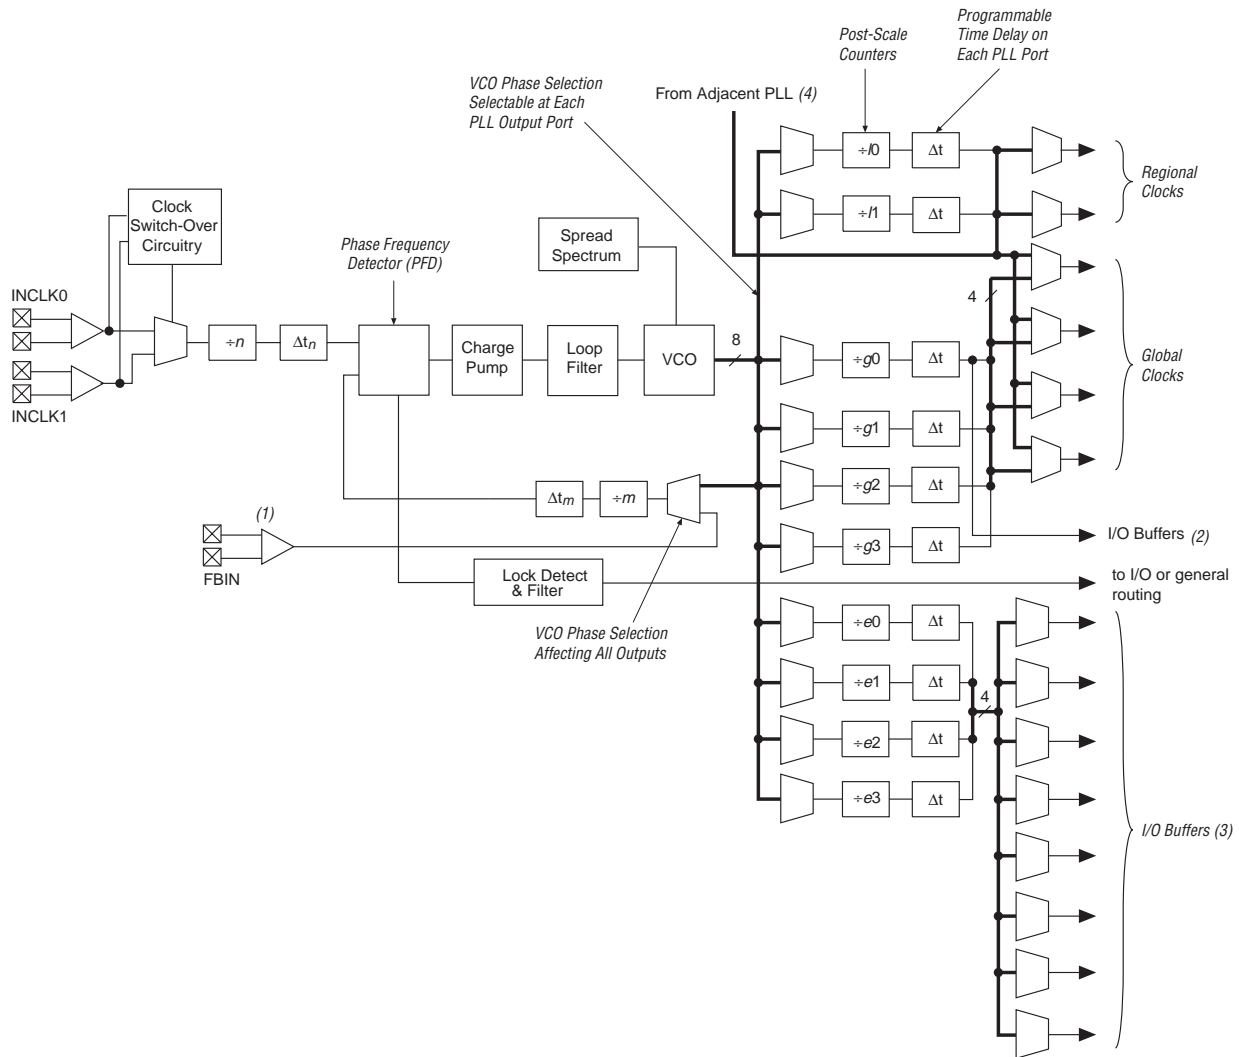 Programmable
Time Delay on
Each PLL Port
Post-Scale
Counters
VCO Phase Selection
Selectable at Each
PLL Output Port
From Adjacent PLL (4)
÷l0
Δt
Regional
Clocks
÷l1
Δt
Clock
Switch-Over
Circuitry
Spread
Spectrum
Phase Frequency
Detector (PFD)
INCLK0
4
÷n
Δtn
Charge
Pump
Loop
Filter
VCO
8
÷g0
Δt
Global
Clocks
INCLK1
÷g1
Δt
Δtm
÷m
÷g2
Δt
(1)
FBIN
÷g3
Δt
I/O Buffers (2)
Lock Detect
& Filter
to I/O or general
routing
VCO Phase Selection
Affecting All Outputs
÷e0
Δt
÷e1
Δt
4
÷e2
Δt
÷e3
Δt
I/O Buffers (3)